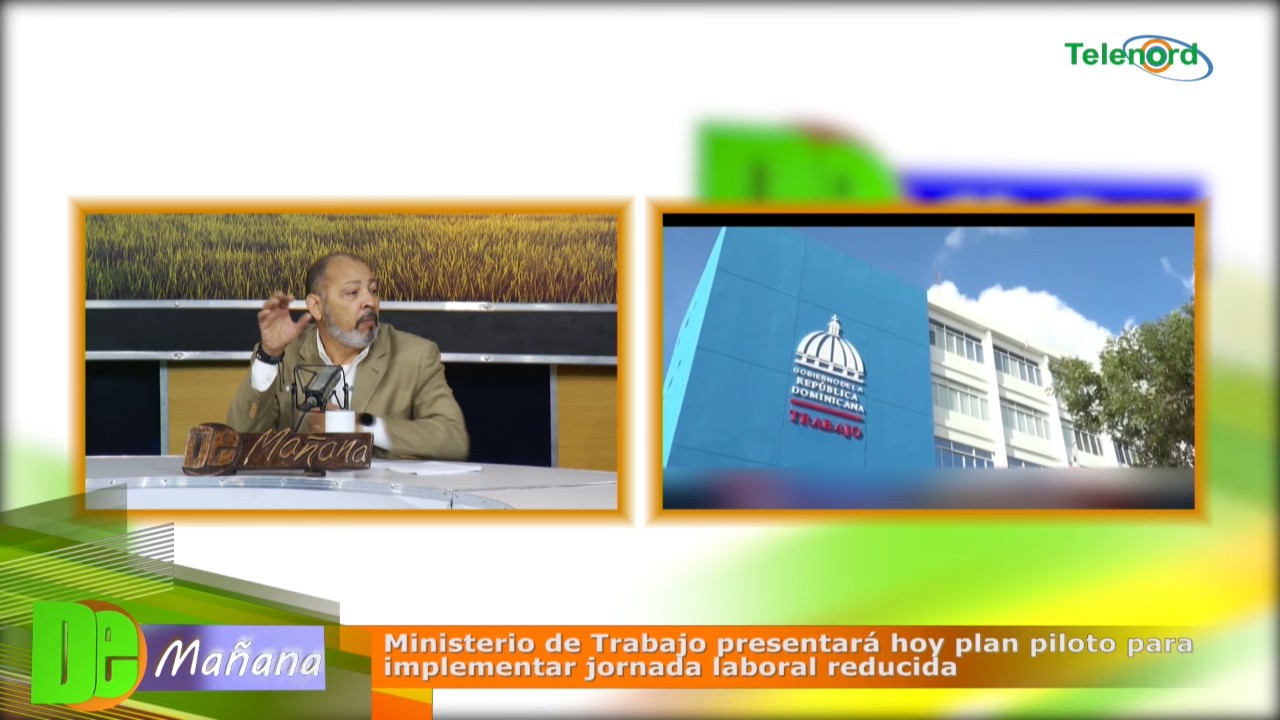 Telenord
De Mañana
GOBIERNO DE LA
REPÚBLICA
DOMINICANA
TRABAJO
De
Mañana
Ministerio de Trabajo presentará hoy plan piloto para
implementar jornada laboral reducida